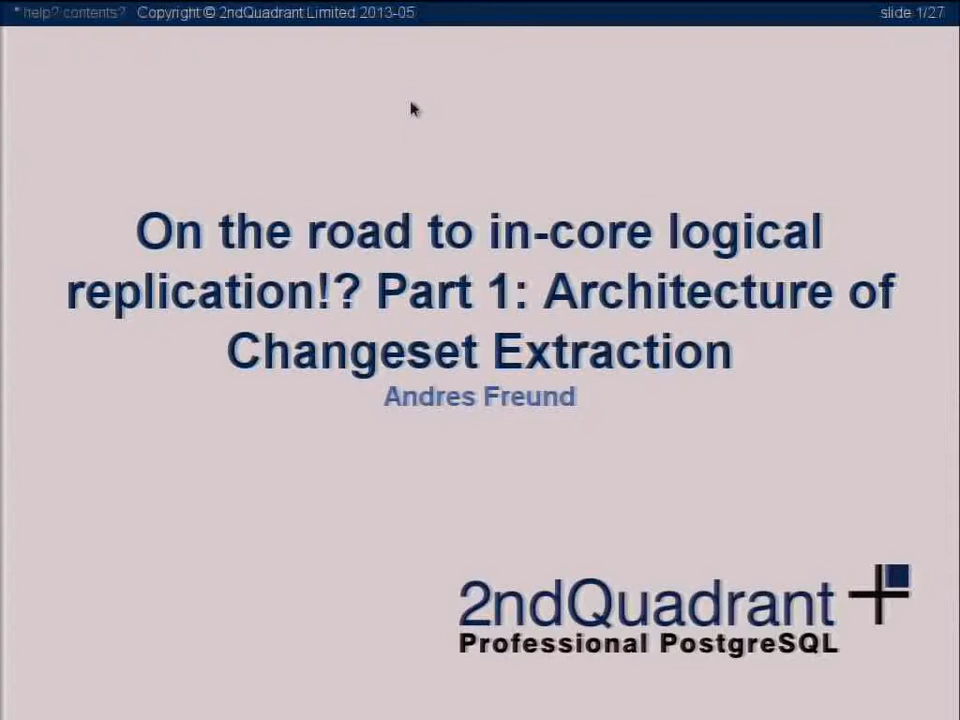 * help? contents? Copyright © 2ndQuadrant Limited 2013-05 slide 1/27
On the road to in-core logical
replication!? Part 1: Architecture of
Changeset Extraction
Andres Freund
2ndQuadrant
Professional PostgreSQL